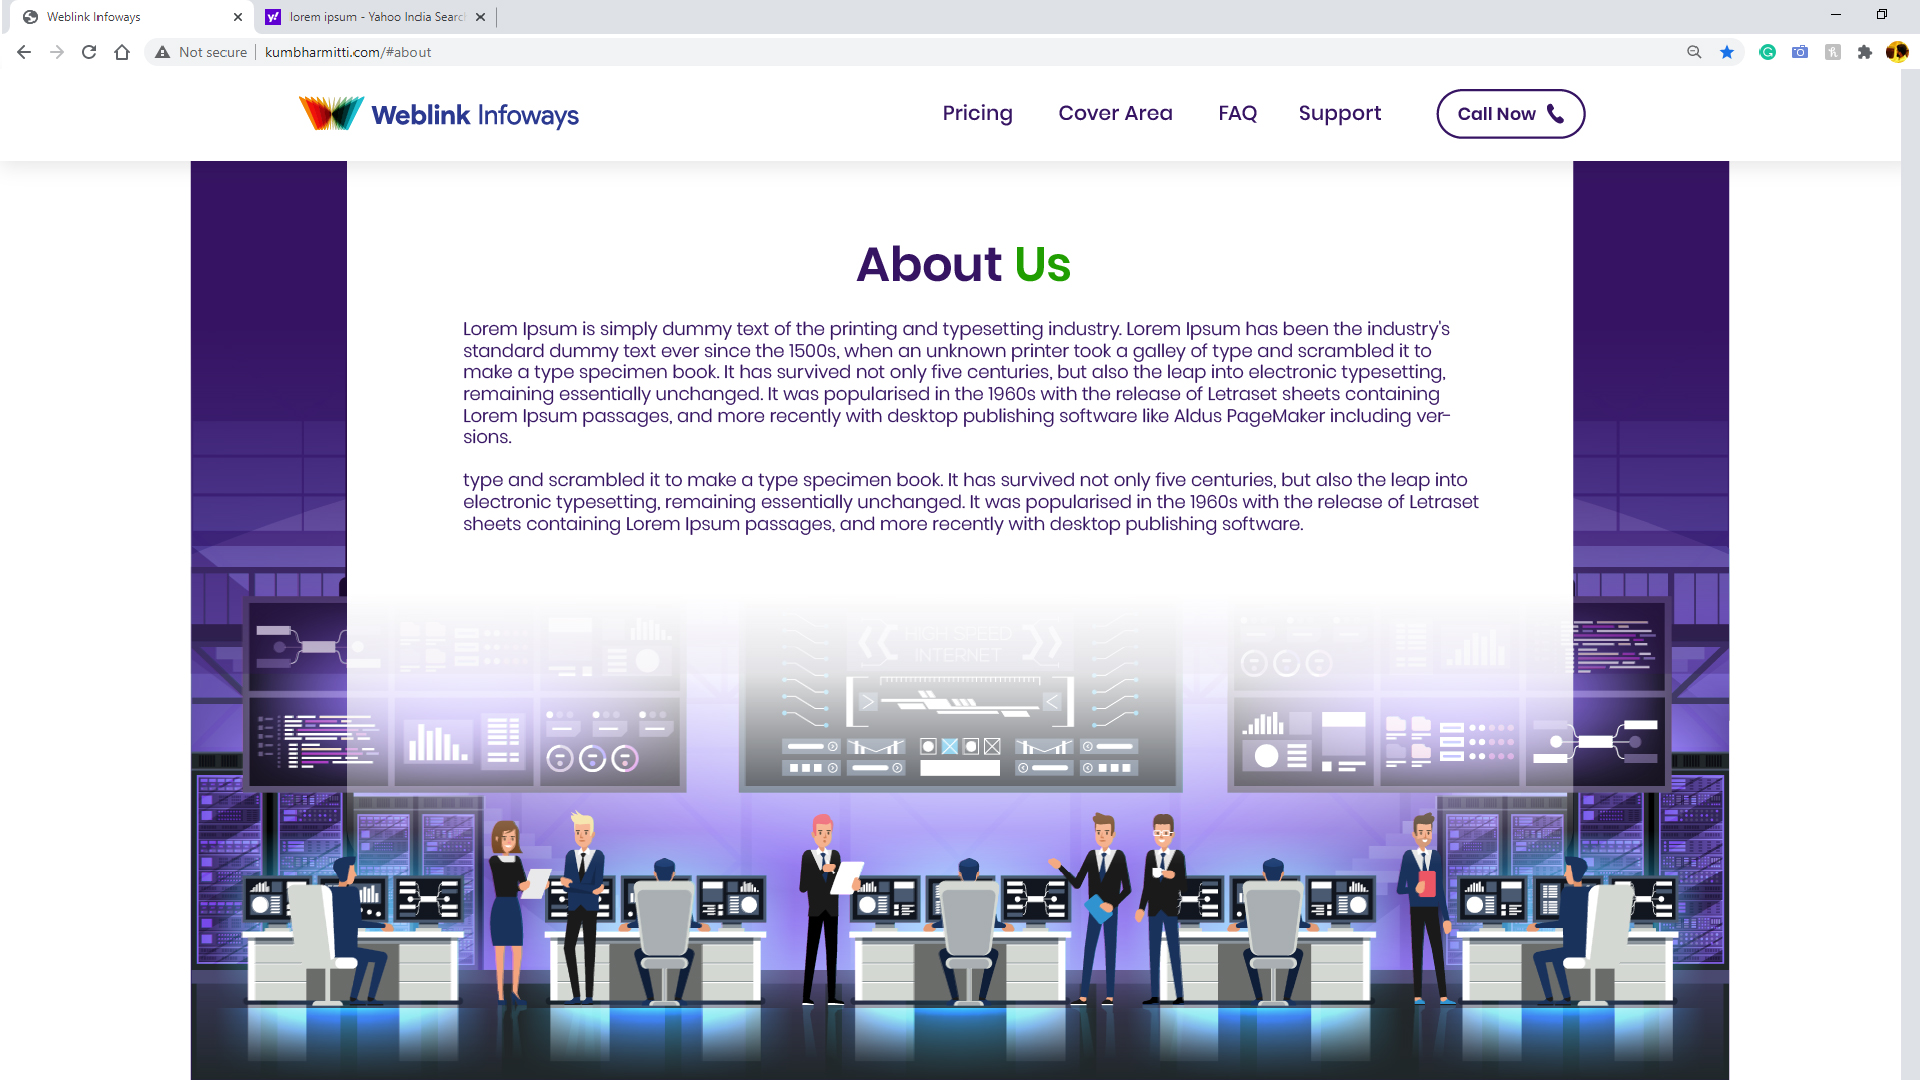 Weblink Infoways
lorem ipsum - Yahoo India Searc
Not secure
kumbharmitti.com/#about
Weblink Infoways
Pricing
Cover Area
FAQ
Support
Call Now
About Us
Lorem Ipsum is simply dummy text of the printing and typesetting industry. Lorem Ipsum has been the industry's
standard dummy text ever since the 1500s, when an unknown printer took a galley of type and scrambled it to
make a type specimen book. It has survived not only five centuries, but also the leap into electronic typesetting,
remaining essentially unchanged. It was popularised in the 1960s with the release of Letraset sheets containing
Lorem Ipsum passages, and more recently with desktop publishing software like Aldus PageMaker including ver-
sions.
type and scrambled it to make a type specimen book. It has survived not only five centuries, but also the leap into
electronic typesetting, remaining essentially unchanged. It was popularised in the 1960s with the release of Letraset
sheets containing Lorem Ipsum passages, and more recently with desktop publishing software.
HIGH SPEED
INTERNET